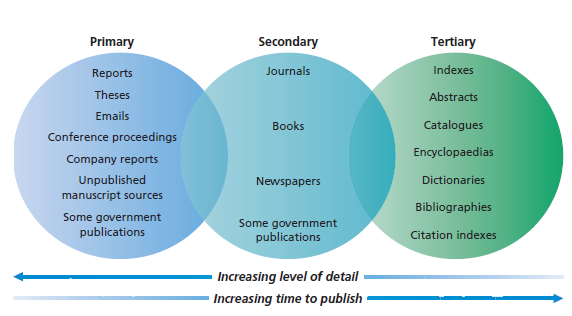 Primary
Secondary
Tertiary
Reports
Theses
Emails
Conference proceedings
Company reports
Unpublished
manuscript sources
Some government
publications
Journals
Books
Newspapers
Some government
publications
Indexes
Abstracts
Catalogues
Encyclopaedias
Dictionaries
Bibliographies
Citation indexes
Increasing level of detail
Increasing time to publish